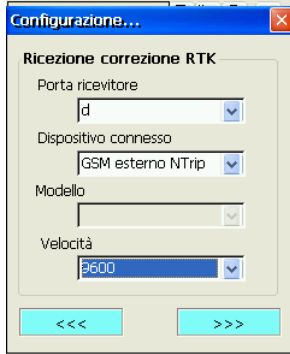 Configurazione...
Ricezione correzione RTK
Porta ricevitore
d
Dispositivo connesso
GSM esterno NTrip
Modello
Velocità
9600
<<<
>>>